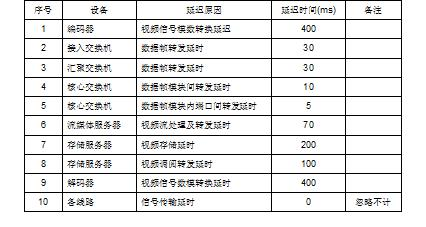 序号 设备 延迟原因 延迟时间(ms) 备注
1 编码器 视频信号模数转换延迟 400
2 接入交换机 数据帧转发延时 30
3 汇聚交换机 数据帧转发延时 30
4 核心交换机 数据帧模块间转发延时 10
5 核心交换机 数据帧模块内端口间转发延时 5
6 流媒体服务器 视频流处理及转发延时 70
7 存储服务器 视频存储延时 200
8 存储服务器 视频调阅转发延时 100
9 解码器 视频信号数模转换延时 400
10 各线路 信号传输延时 0 忽略不计